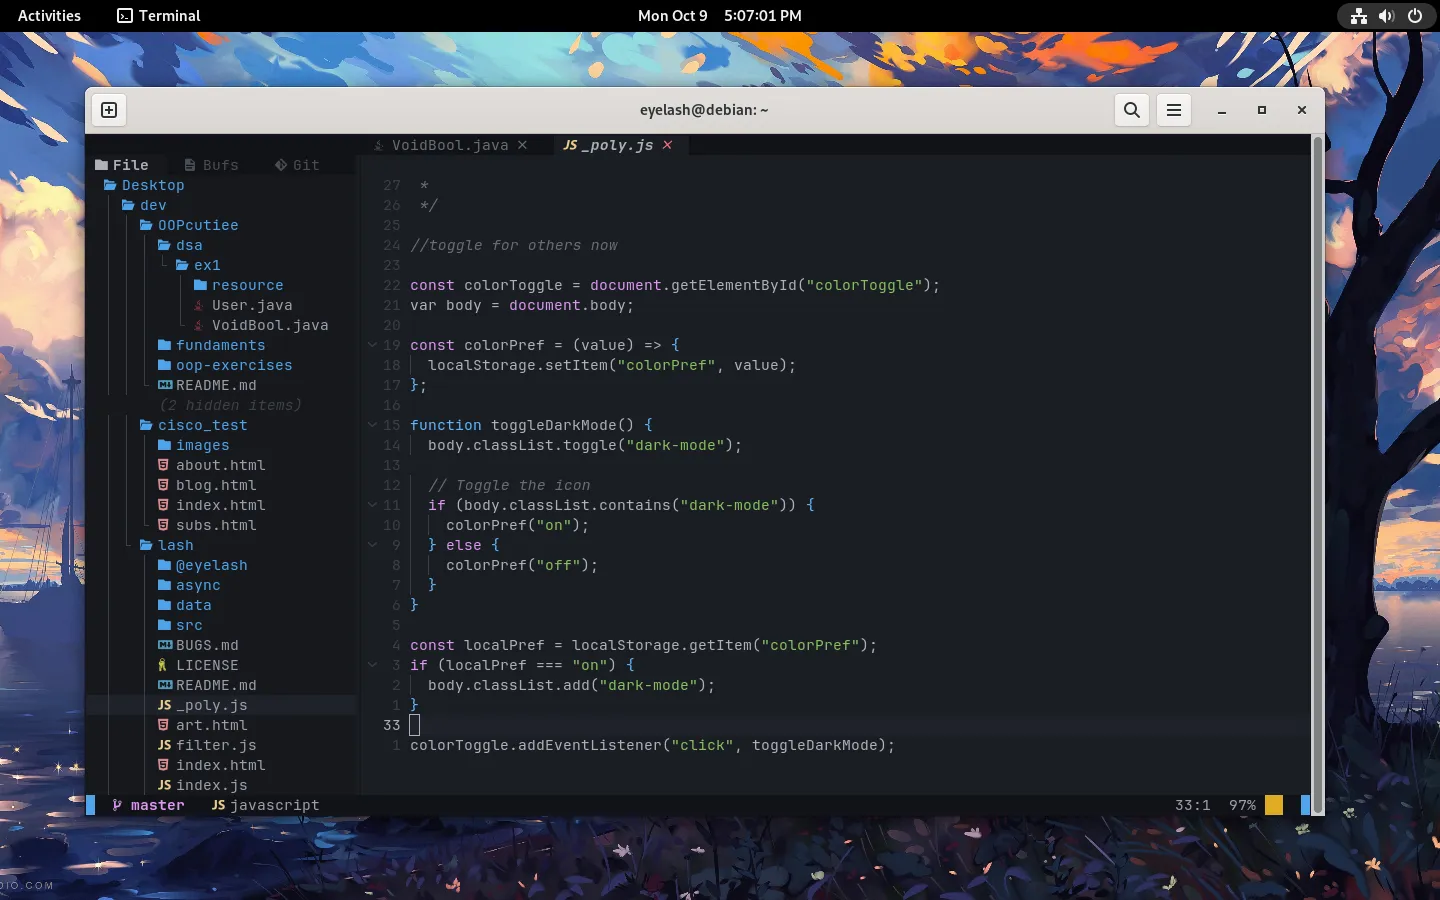 Activities Terminal Mon Oct 9 5:07:01 PM
eyelash@debian: ~
VoidBool.java ✕ JS _poly.js ✕
File Bufs Git
Desktop
dev
OOPcutiee
dsa
ex1
resource
User.java
VoidBool.java
fundaments
oop-exercises
README.md
(2 hidden items)
cisco_test
images
about.html
blog.html
index.html
subs.html
lash
@eyelash
async
data
src
BUGS.md
LICENSE
README.md
JS _poly.js
art.html
JS filter.js
index.html
JS index.js
27 *
26 */
25
24 //toggle for others now
23
22 const colorToggle = document.getElementById("colorToggle");
21 var body = document.body;
20
19 const colorPref = (value) => {
18 localStorage.setItem("colorPref", value);
17 };
16
15 function toggleDarkMode() {
14 body.classList.toggle("dark-mode");
13
12 // Toggle the icon
11 if (body.classList.contains("dark-mode")) {
10 colorPref("on");
9 } else {
8 colorPref("off");
7 }
6 }
5
4 const localPref = localStorage.getItem("colorPref");
3 if (localPref === "on") {
2 body.classList.add("dark-mode");
1 }
33
1 colorToggle.addEventListener("click", toggleDarkMode);
master JS javascript 33:1 97%